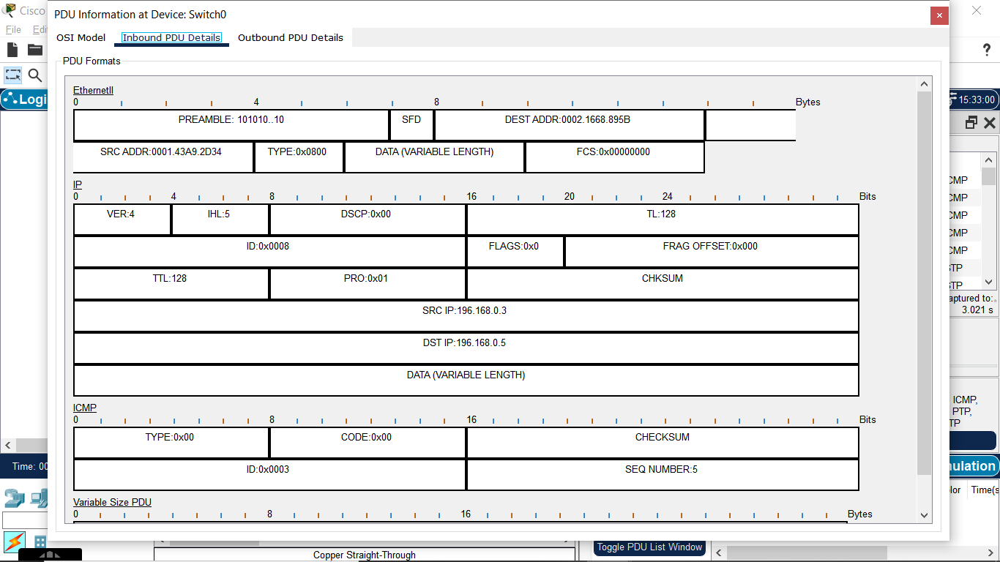 Cisco
PDU Information at Device: Switch0
File Edi
OSI Model Inbound PDU Details Outbound PDU Details
PDU Formats
EthernetII
0 4 8 Bytes
PREAMBLE: 101010..10 SFD DEST ADDR:0002.1668.895B
SRC ADDR:0001.43A9.2D34 TYPE:0x0800 DATA (VARIABLE LENGTH) FCS:0x00000000
IP
0 4 8 16 20 24 Bits
VER:4 IHL:5 DSCP:0x00 TL:128
ID:0x0008 FLAGS:0x0 FRAG OFFSET:0x000
TTL:128 PRO:0x01 CHKSUM
SRC IP:196.168.0.3
DST IP:196.168.0.5
DATA (VARIABLE LENGTH)
ICMP
0 8 16 Bits
TYPE:0x00 CODE:0x00 CHECKSUM
ID:0x0003 SEQ NUMBER:5
Variable Size PDU
0 8 16 Bytes
Logi
15:33:00
CMP
CMP
CMP
CMP
CMP
STP
STP
aptured to:
3.021 s
ICMP,
PTP,
TP
Time: 00
nulation
lor Time(s
Toggle PDU List Window
Copper Straight-Through